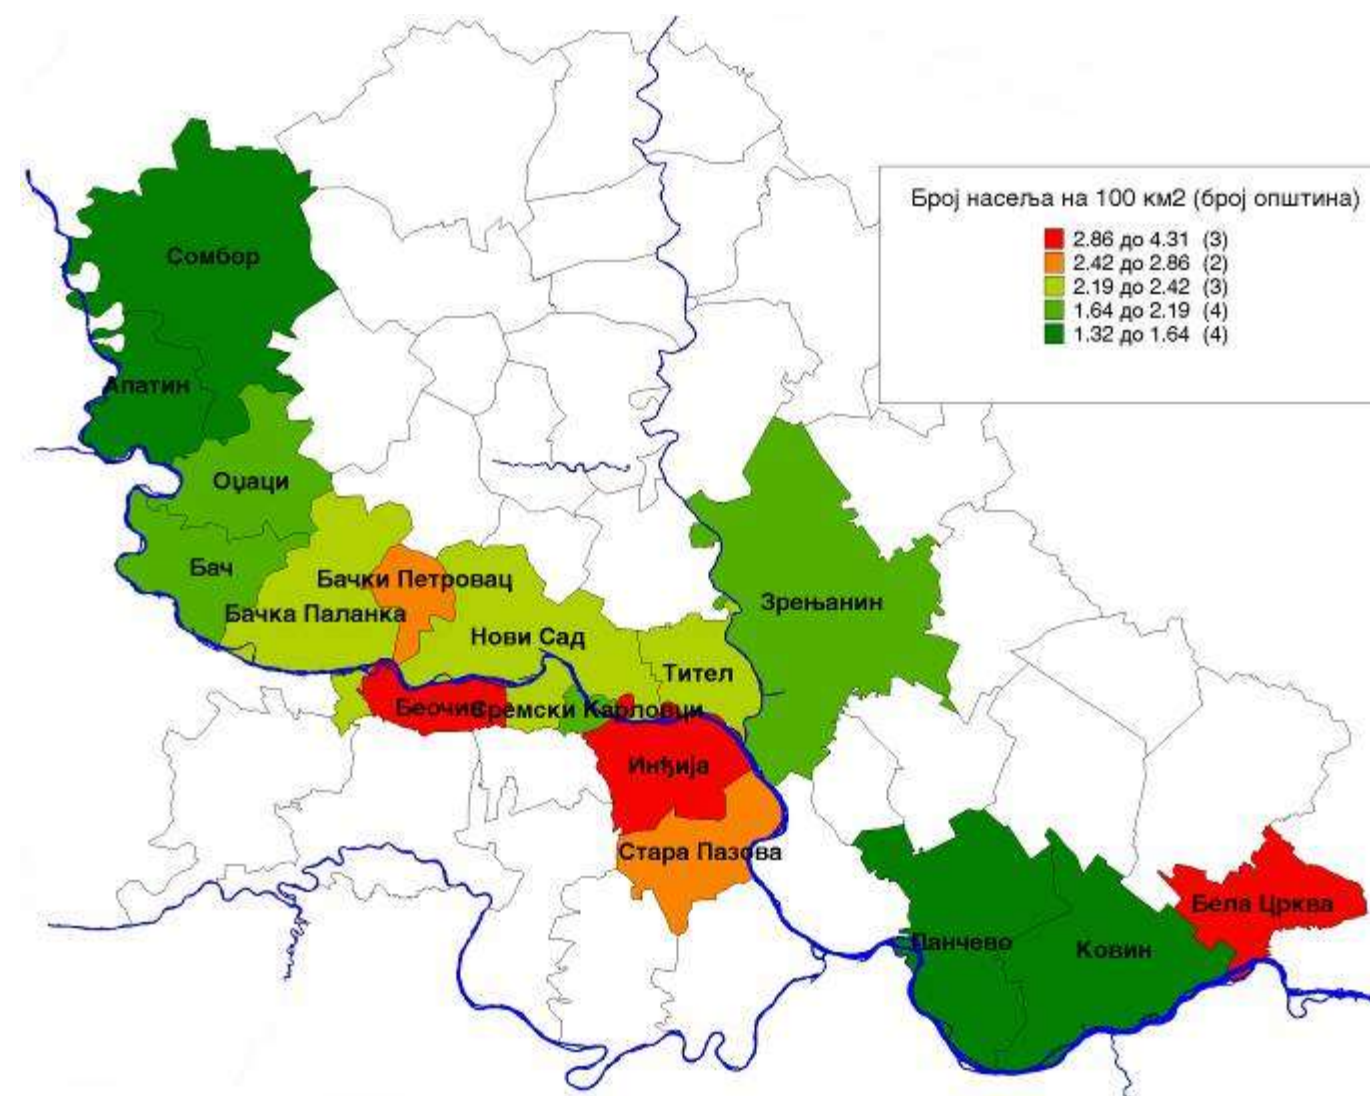 Број насеља на 100 км2 (број општина)
2.86 до 4.31 (3)
2.42 до 2.86 (2)
2.19 до 2.42 (3)
1.64 до 2.19 (4)
1.32 до 1.64 (4)
Сомбор
Апатин
Оџаци
Бач
Бачки Петровац
Бачка Паланка
Нови Сад
Зрењанин
Тител
Беочин
Сремски Карловци
Инђија
Стара Пазова
Панчево
Ковин
Бела Црква